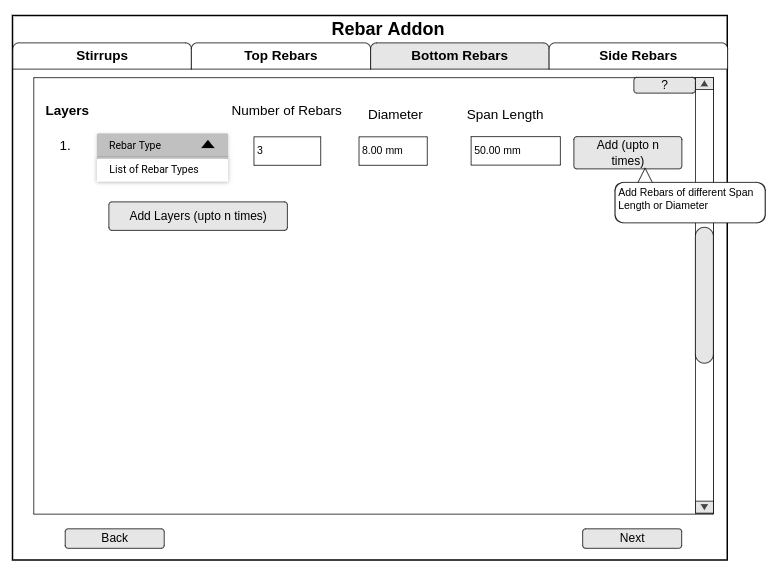 Rebar Addon
Stirrups
Top Rebars
Bottom Rebars
Side Rebars
?
Layers
Number of Rebars
Diameter
Span Length
1.
Rebar Type
3
8.00 mm
50.00 mm
Add (upto n
times)
List of Rebar Types
Add Rebars of different Span
Length or Diameter
Add Layers (upto n times)
Back
Next